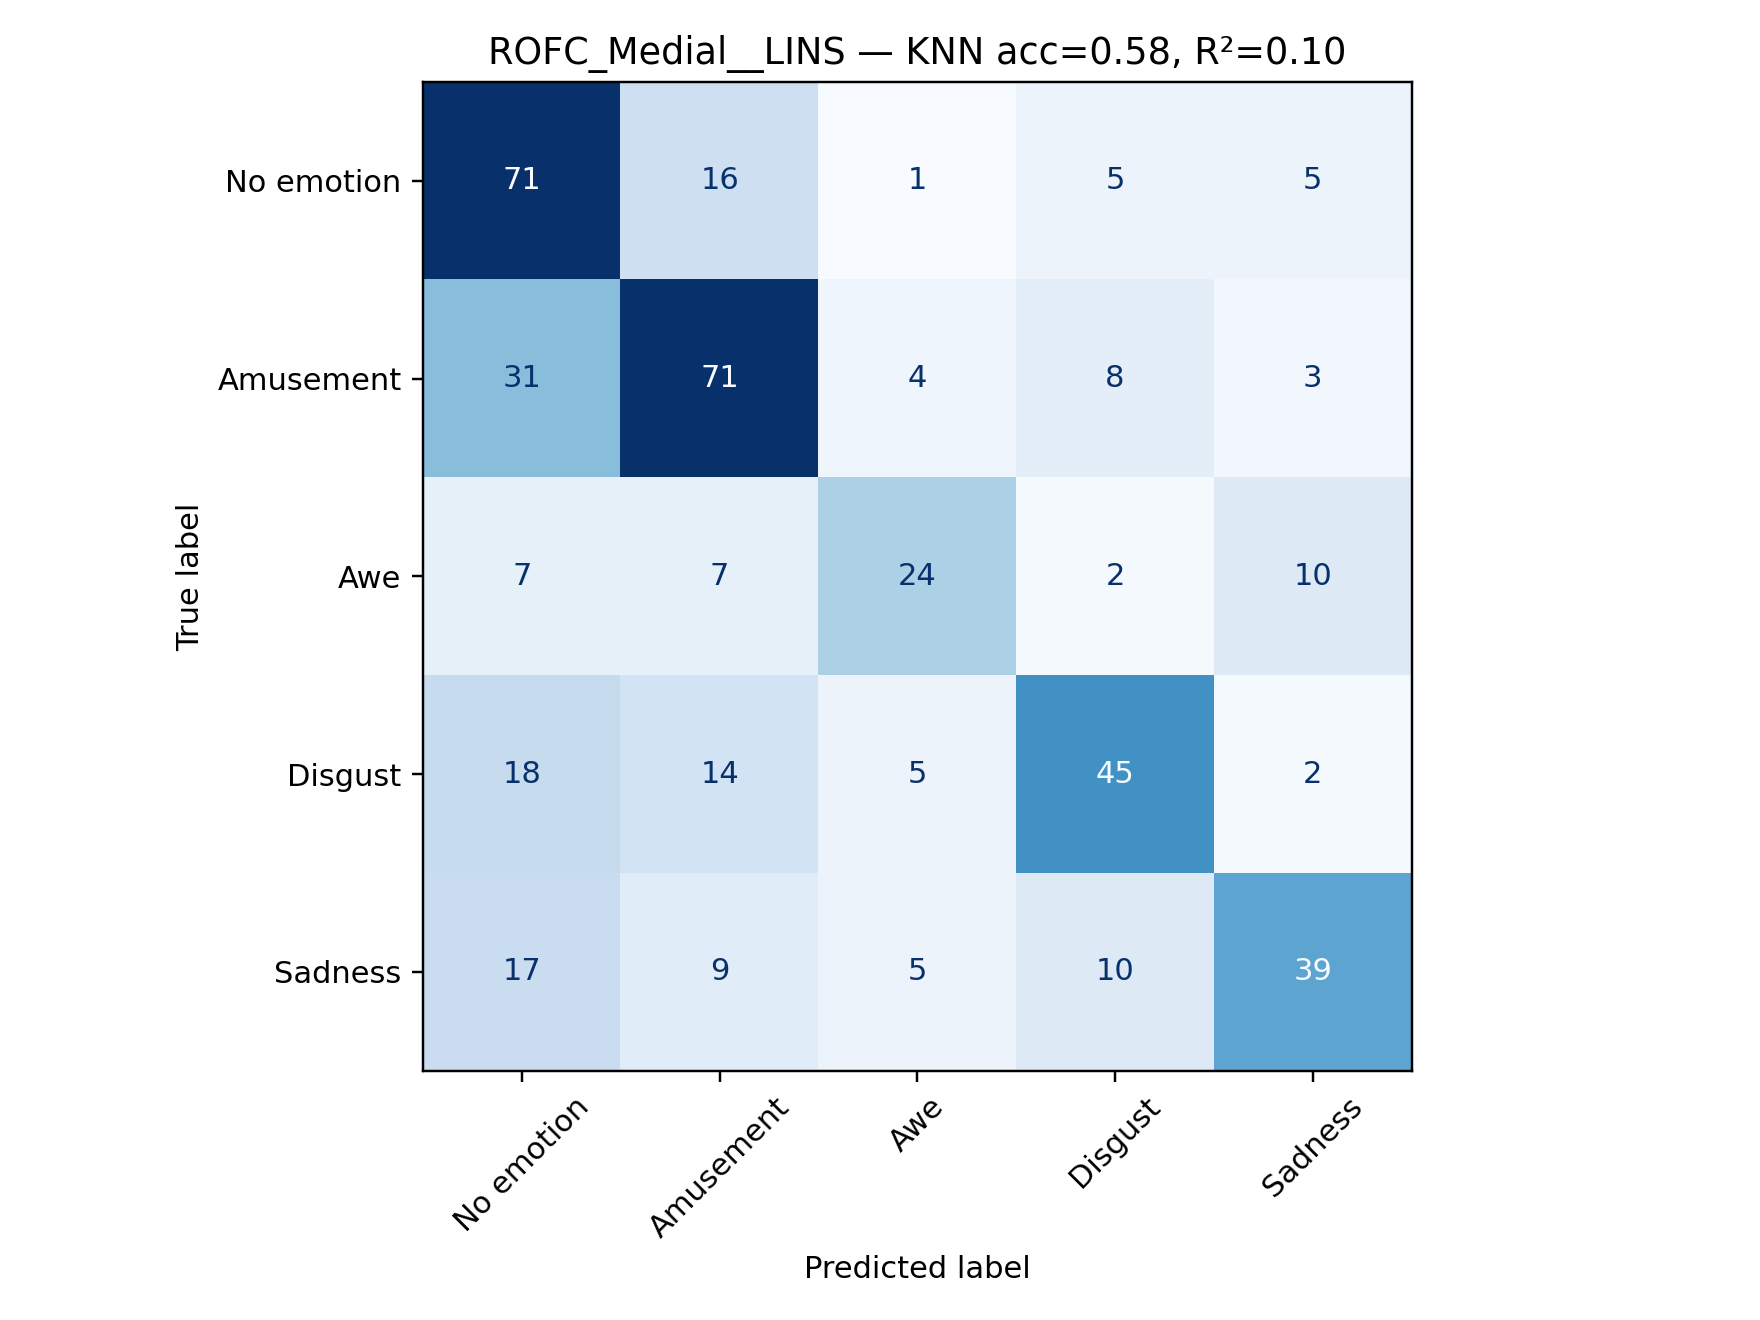 ROFC_Medial__LINS — KNN acc=0.58, R²=0.10
No emotion 71 16 1 5 5
Amusement 31 71 4 8 3
Awe 7 7 24 2 10
Disgust 18 14 5 45 2
Sadness 17 9 5 10 39
True label
No emotion Amusement Awe Disgust Sadness
Predicted label